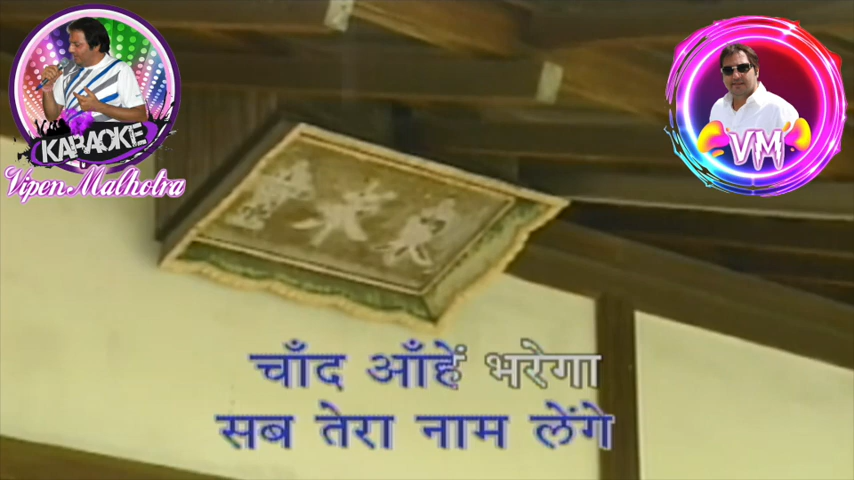 KARAOKE
Vipen Malhotra
VM
चाँद आँहें भरेगा
सब तेरा नाम लेंगे